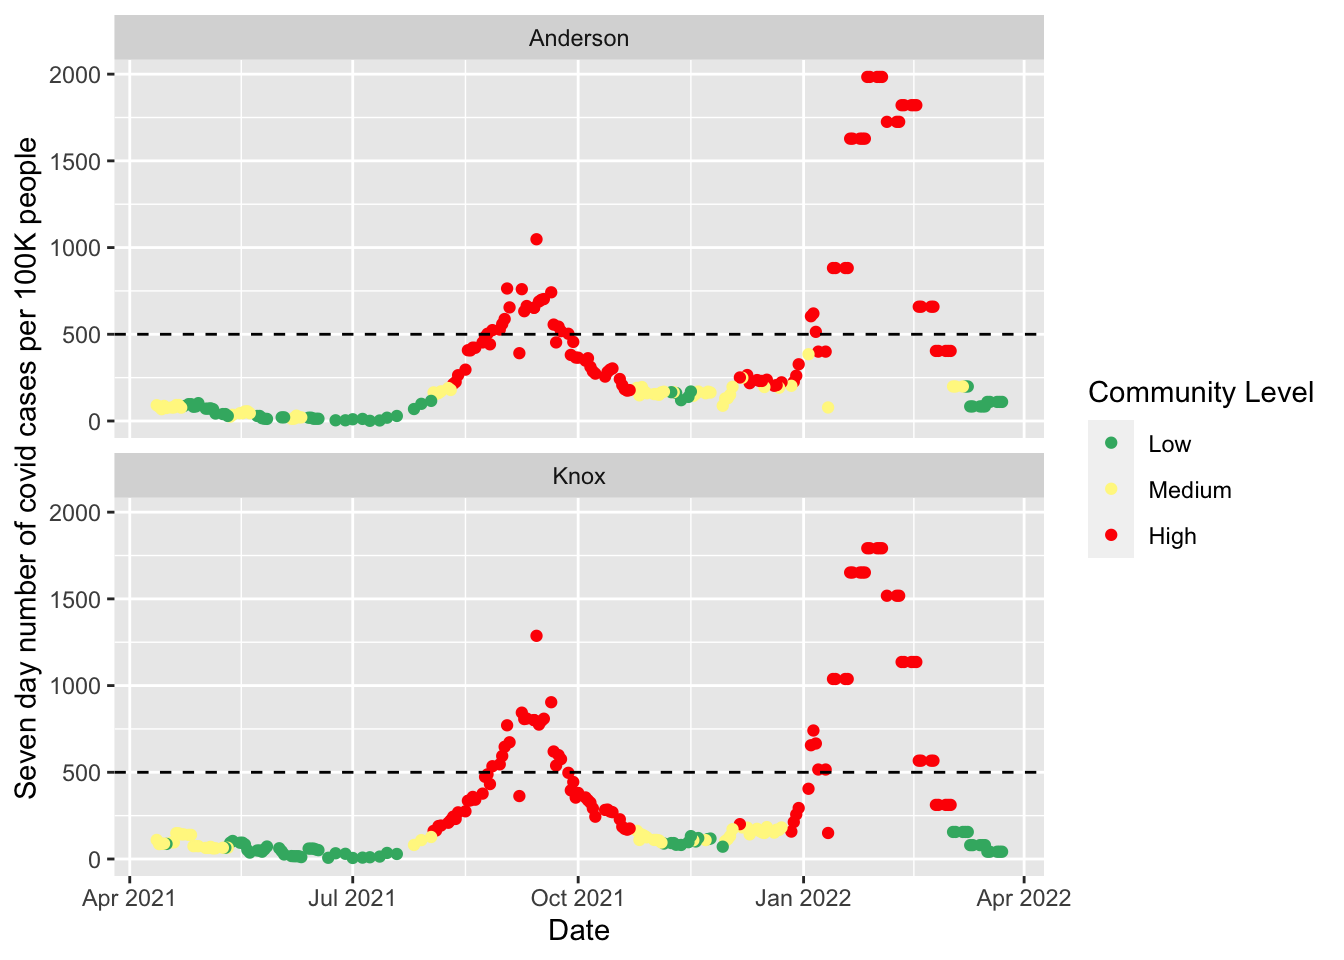 Anderson
2000
1500
1000
500
0
Knox
2000
1500
1000
500
0
Apr 2021
Jul 2021
Oct 2021
Jan 2022
Apr 2022
Date
Seven day number of covid cases per 100K people
Community Level
Low
Medium
High